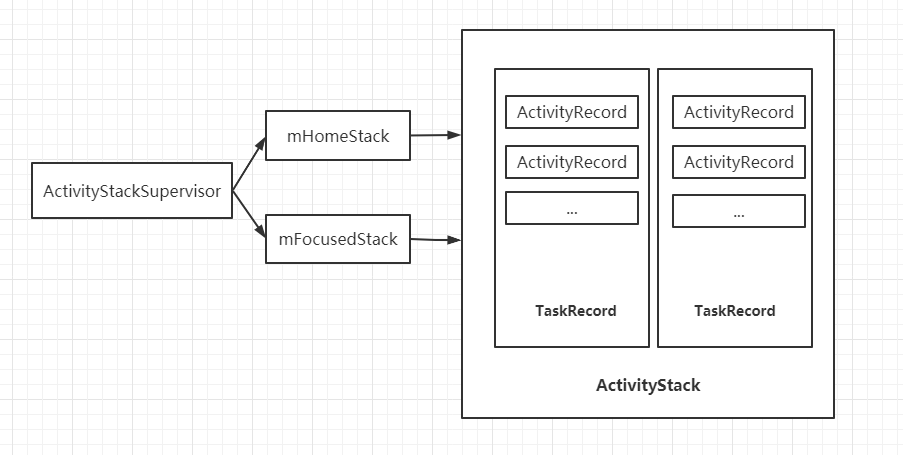 ActivityStackSupervisor
mHomeStack
mFocusedStack
ActivityRecord
ActivityRecord
...
TaskRecord
ActivityRecord
ActivityRecord
...
TaskRecord
ActivityStack